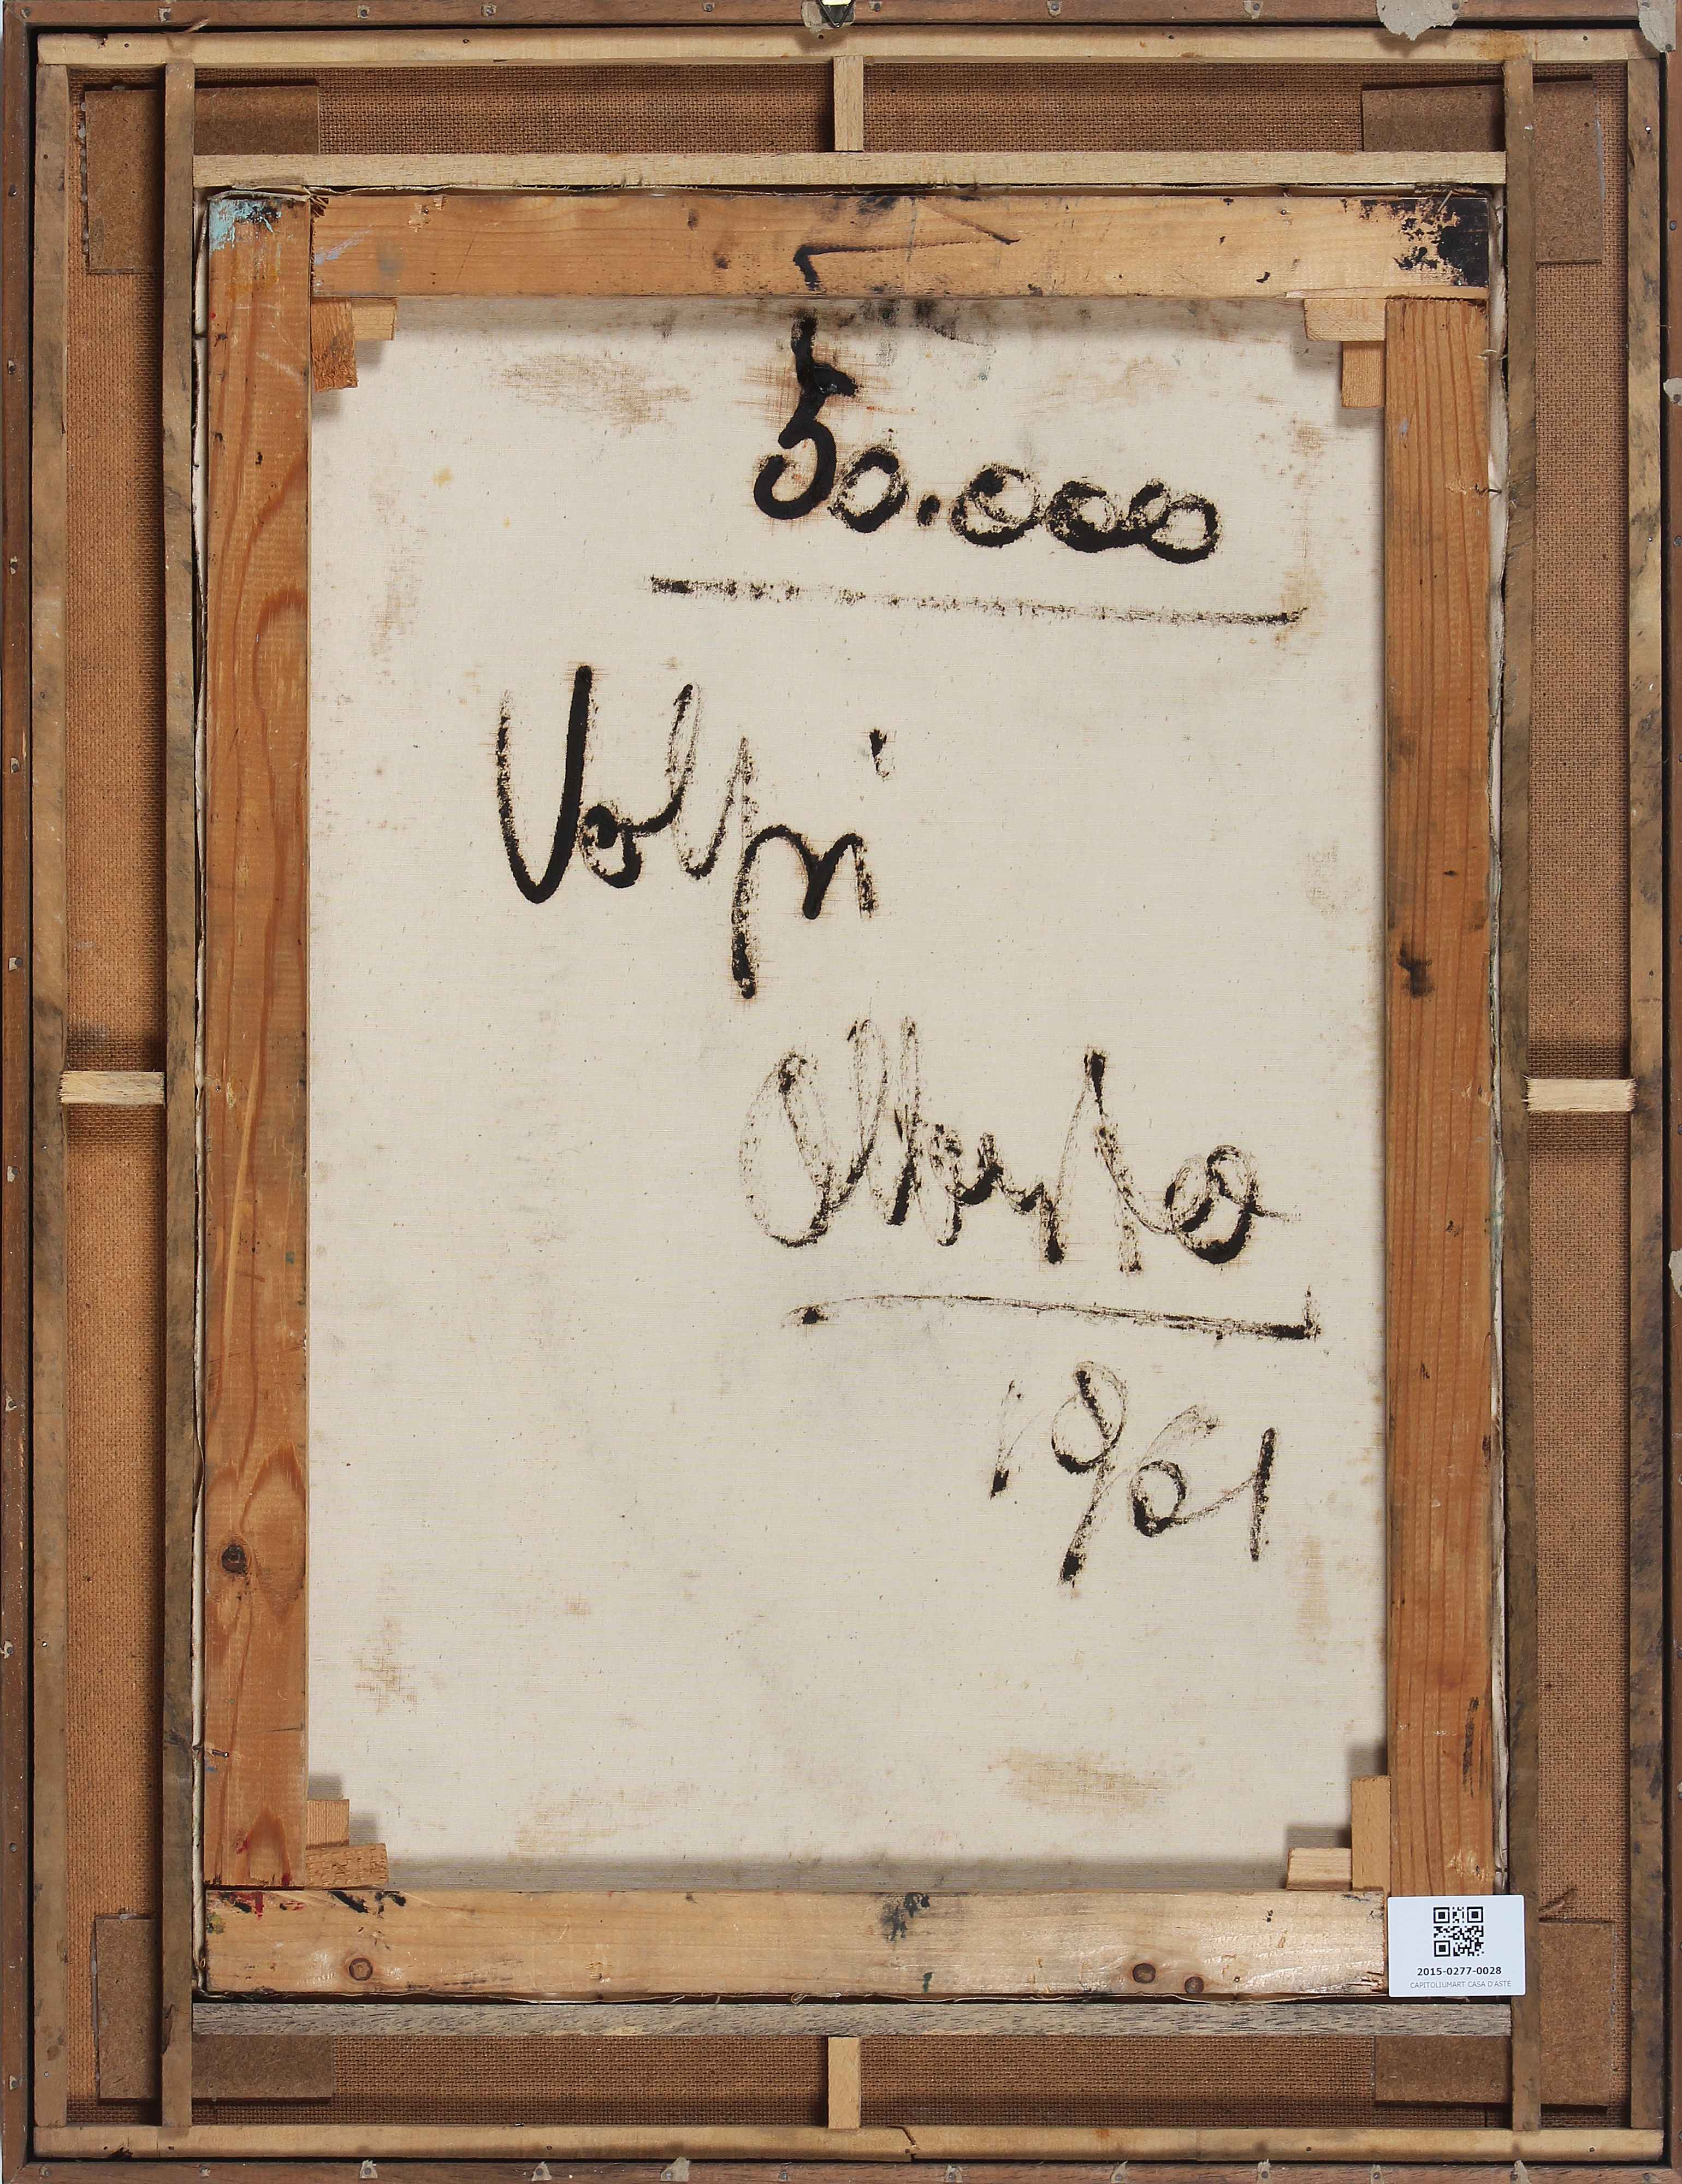 50.000
Volpi
Alberto
1961
2015-0277-0028
CAPITOLIUMART CASA D'ASTE